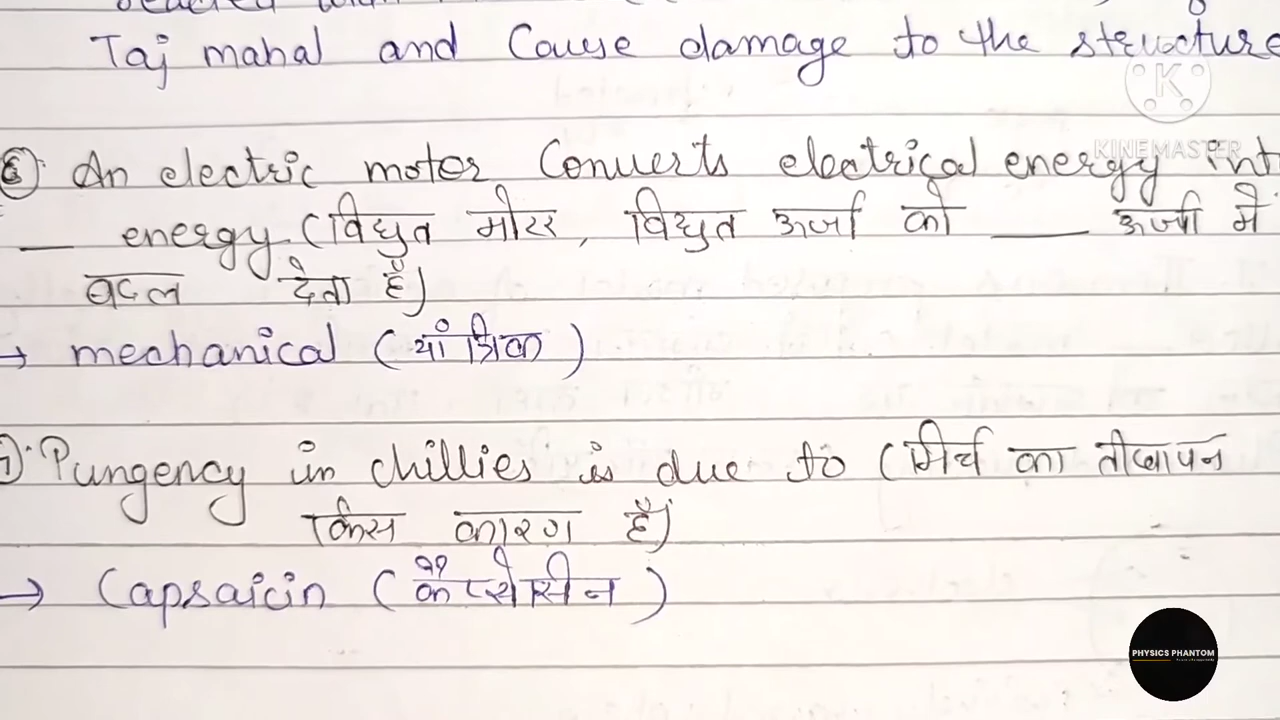 Taj mahal and Cause damage to the structure
KINEMASTER
⑥ An electric motor Converts electrical energy int
__ energy. (विधुत मोटर, विधुत ऊर्जा को ___ ऊर्जा में
बदल देता है)
→ mechanical (यांत्रिक)
Pungency in chillies is due to (मिर्च का तीखापन
किस कारण है)
→ Capsaicin (
PHYSICS PHANTOM